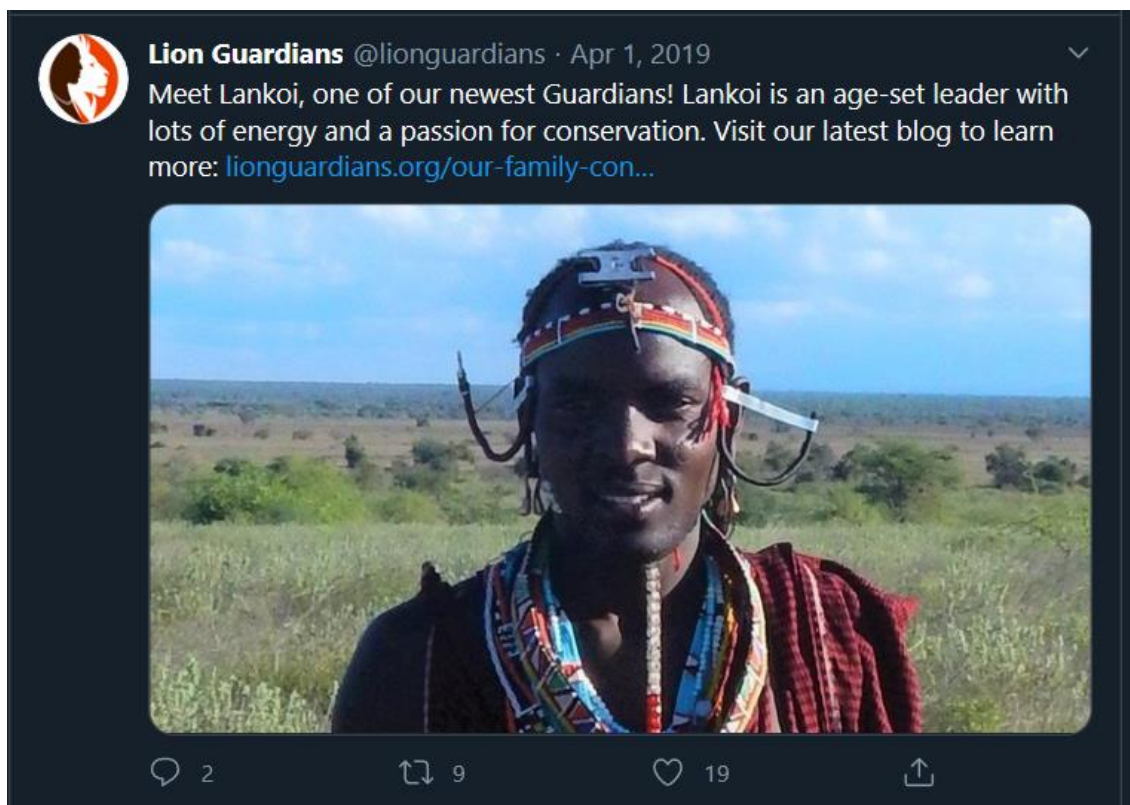 Lion Guardians @lionguardians · Apr 1, 2019
Meet Lankoi, one of our newest Guardians! Lankoi is an age-set leader with
lots of energy and a passion for conservation. Visit our latest blog to learn
more: lionguardians.org/our-family-con...
2 9 19